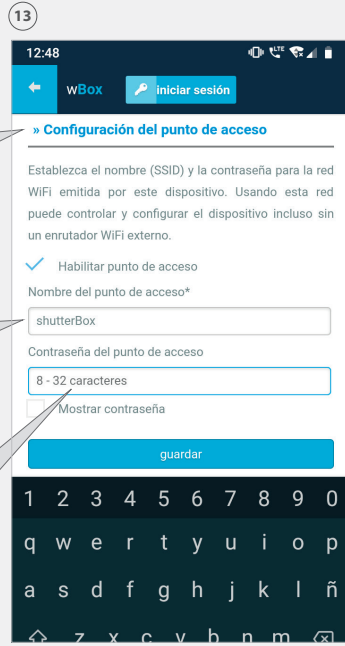 13
12:48
LTE
wBox
iniciar sesión
» Configuración del punto de acceso
Establezca el nombre (SSID) y la contraseña para la red
WiFi emitida por este dispositivo. Usando esta red
puede controlar y configurar el dispositivo incluso sin
un enrutador WiFi externo.
Habilitar punto de acceso
Nombre del punto de acceso*
shutterBox
Contraseña del punto de acceso
8 - 32 caracteres
Mostrar contraseña
guardar
1 2 3 4 5 6 7 8 9 0
q w e r t y u i o p
a s d f g h j k l ñ
z x c v b n m